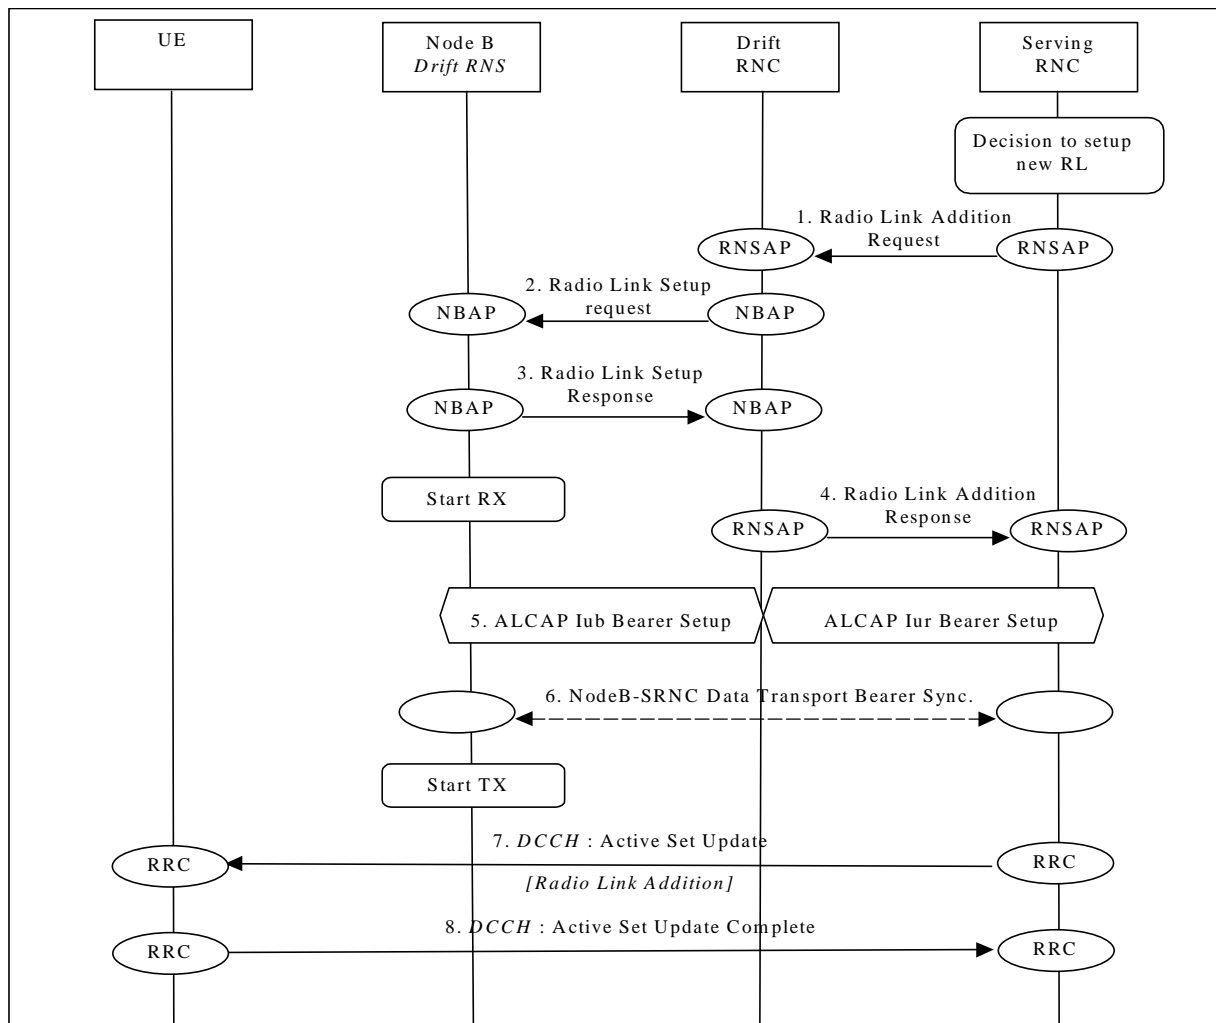 UE
Node B
Drift RNS
Drift
RNC
Serving
RNC
Decision to setup
new RL
1. Radio Link Addition
Request
RNSAP
RNSAP
2. Radio Link Setup
request
NBAP
NBAP
3. Radio Link Setup
Response
NBAP
NBAP
Start RX
4. Radio Link Addition
Response
RNSAP
RNSAP
5. ALCAP Iub Bearer Setup
ALCAP Iur Bearer Setup
6. NodeB-SRNC Data Transport Bearer Sync.
Start TX
7. DCCH : Active Set Update
RRC
RRC
[Radio Link Addition]
8. DCCH : Active Set Update Complete
RRC
RRC